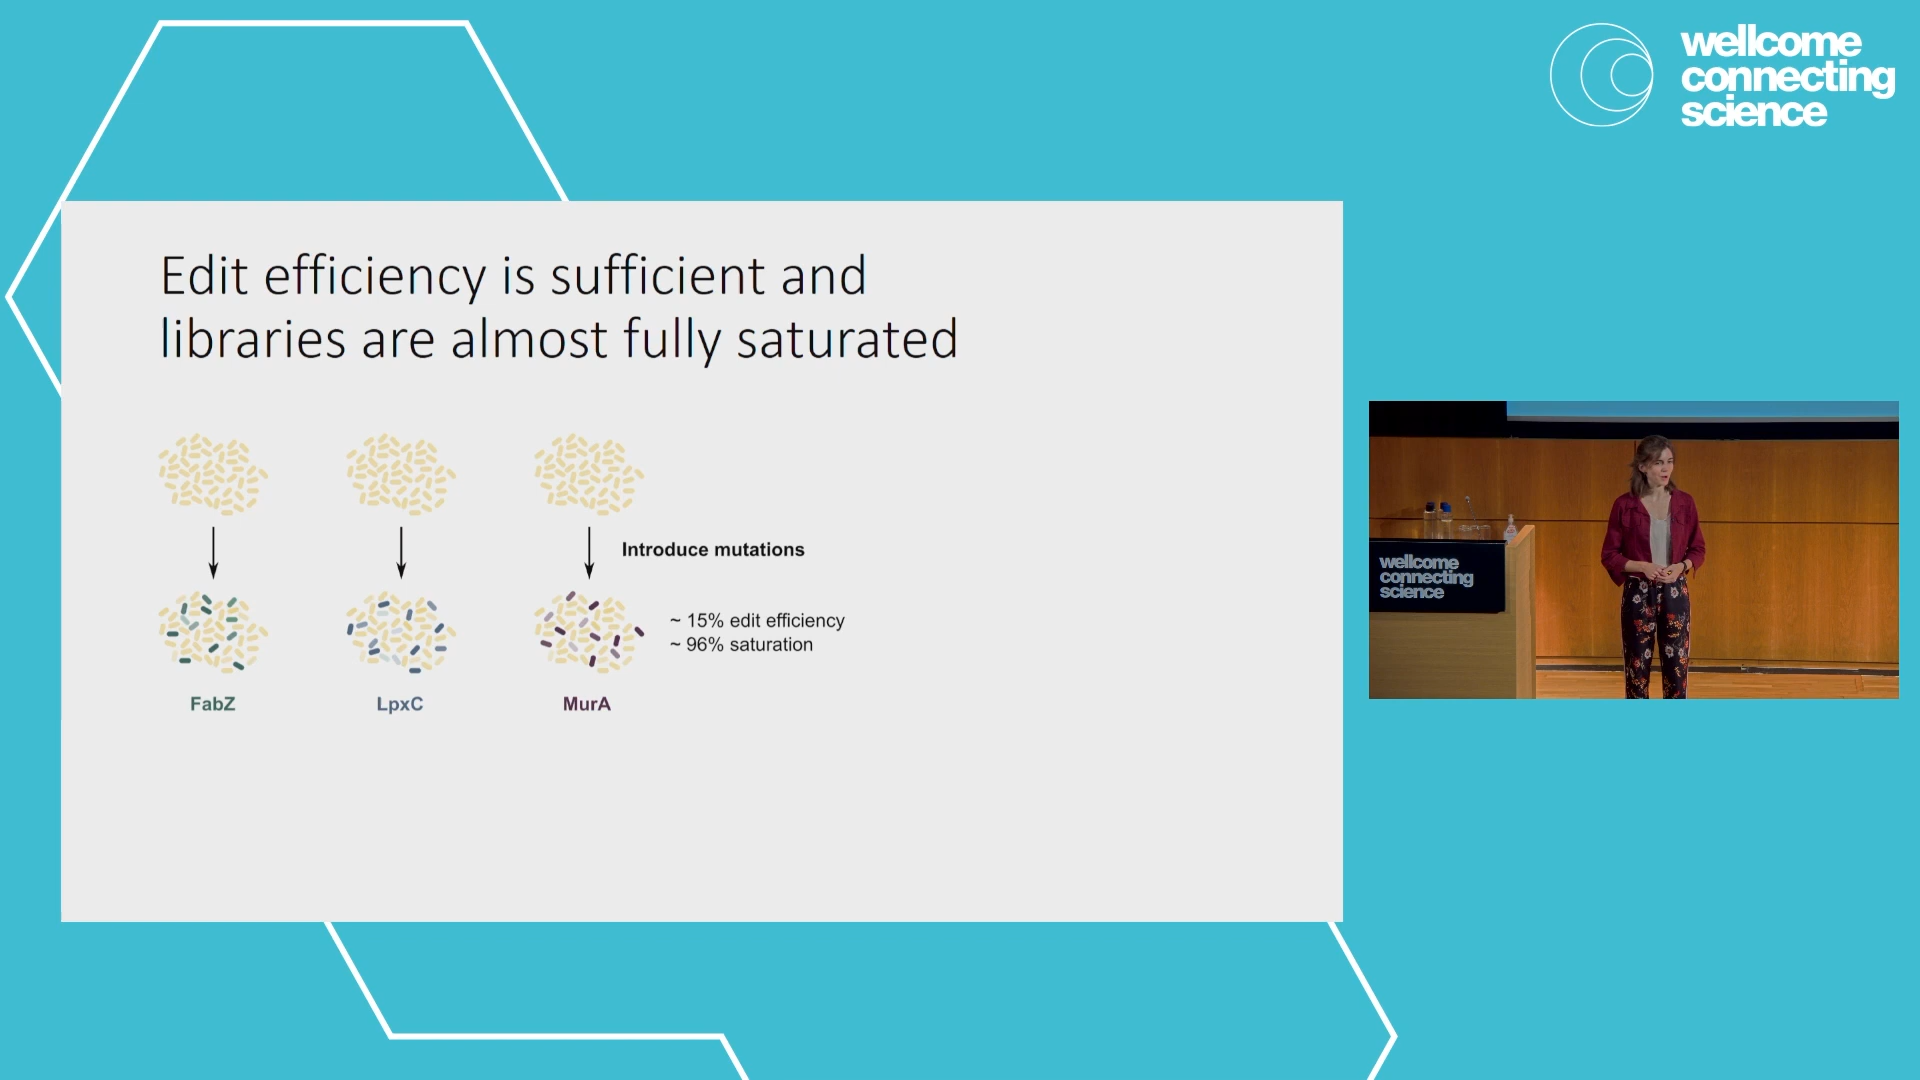 wellcome
connecting
science
Edit efficiency is sufficient and
libraries are almost fully saturated
Introduce mutations
~ 15% edit efficiency
~ 96% saturation
FabZ
LpxC
MurA
wellcome
connecting
science